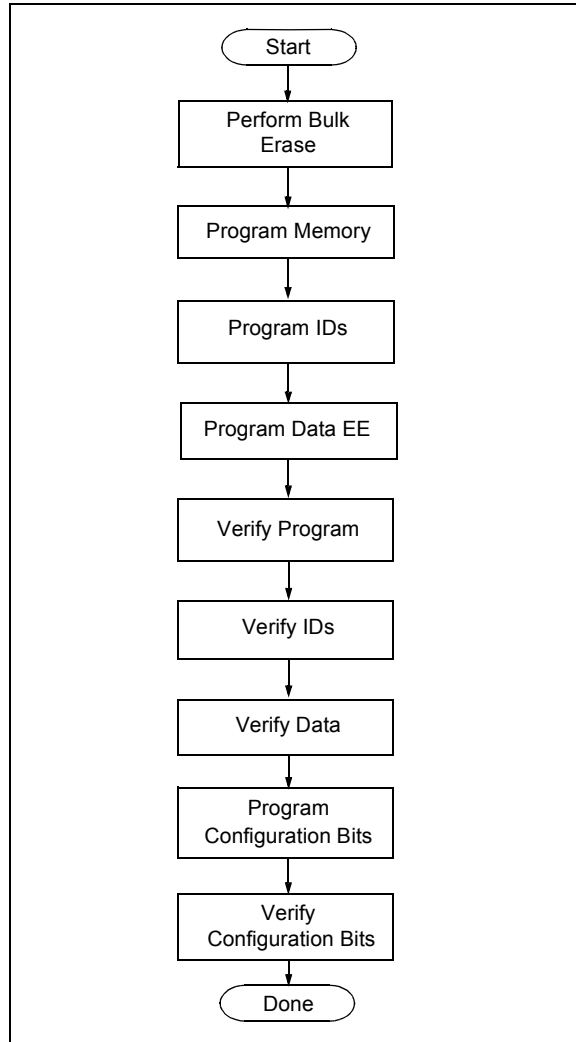 Start
Perform Bulk
Erase
Program Memory
Program IDs
Program Data EE
Verify Program
Verify IDs
Verify Data
Program
Configuration Bits
Verify
Configuration Bits
Done